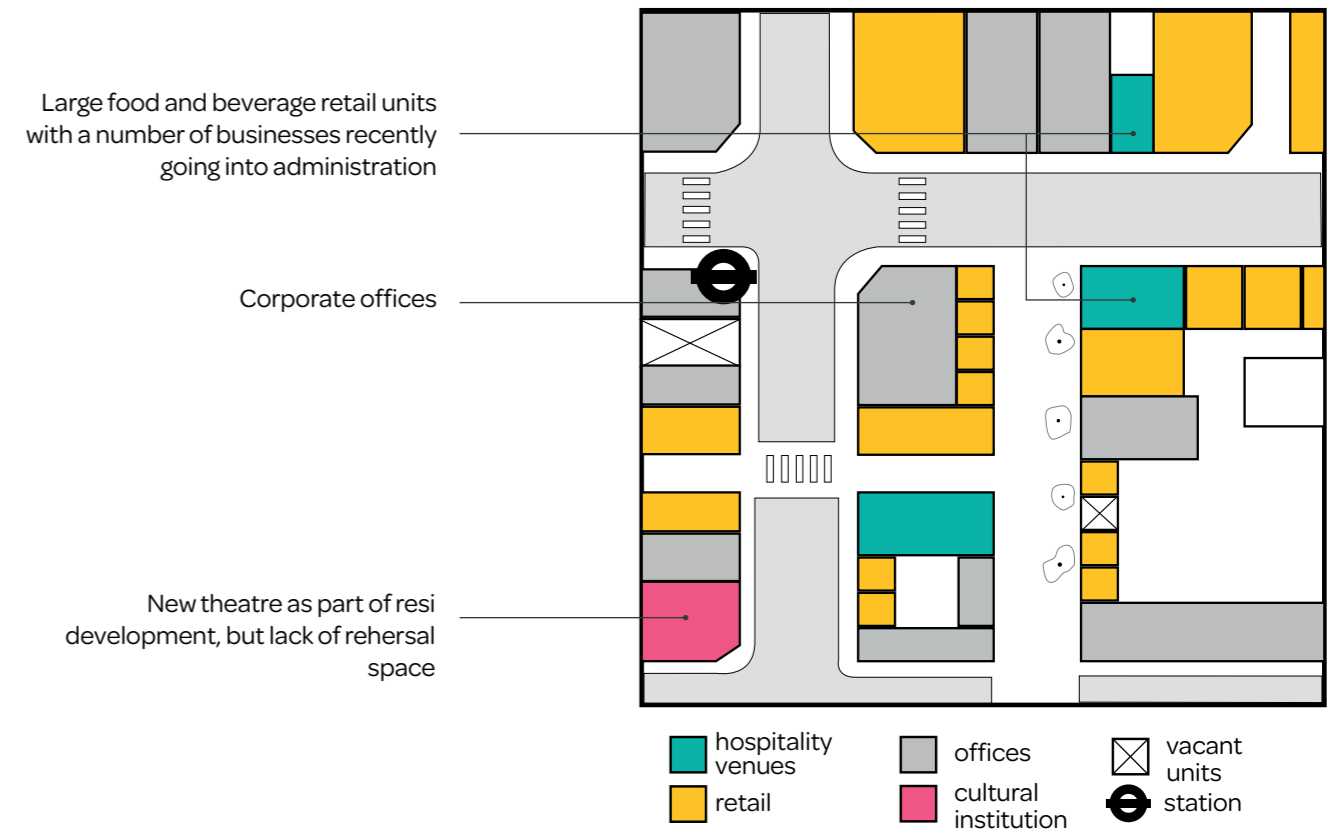 Large food and beverage retail units
with a number of businesses recently
going into administration
Corporate offices
New theatre as part of resi
development, but lack of rehersal
space
hospitality
venues
retail
offices
cultural
institution
vacant
units
station